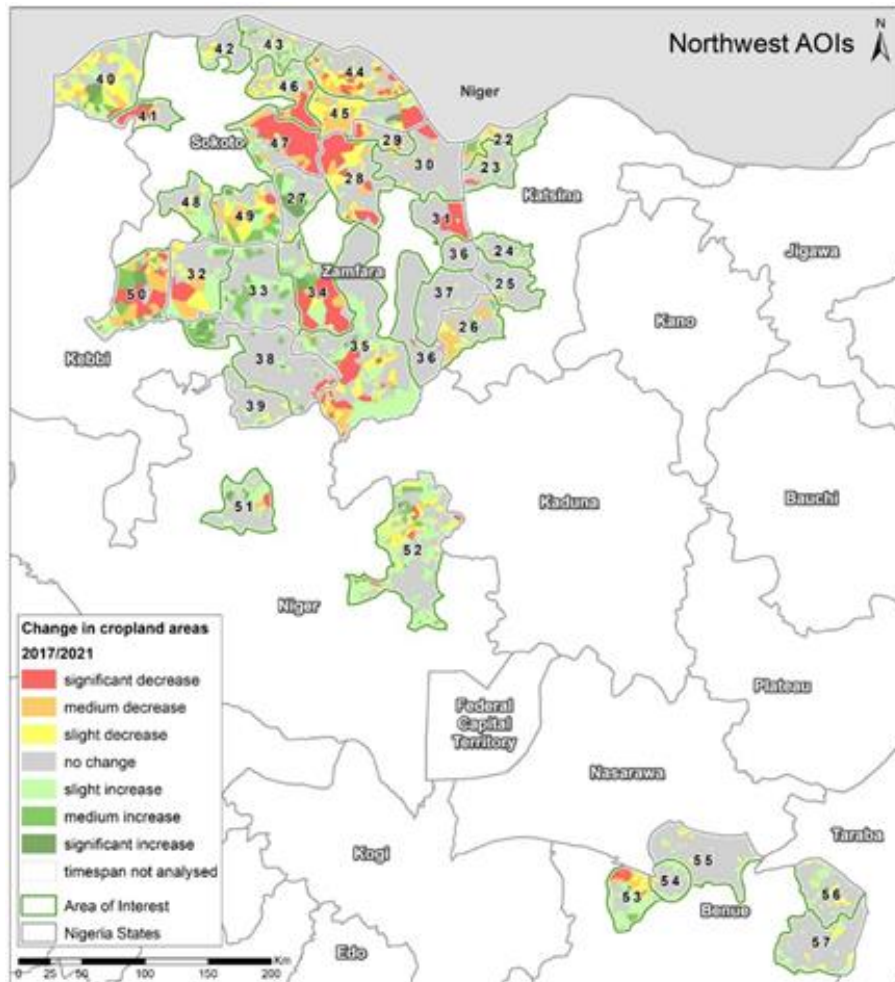 Northwest AOIs
N
Niger
42
43
40
44
46
45
41
22
Sokoto
47
29
30
23
28
Katsina
48
49
27
31
36
24
Jigawa
Zamfara
32
33
34
37
25
50
26
Kano
Kebbi
38
35
36
39
51
Kaduna
Bauchi
52
Niger
Change in cropland areas
2017/2021
significant decrease
medium decrease
slight decrease
no change
slight increase
medium increase
significant increase
timespan not analysed
Area of Interest
Nigeria States
Federal
Capital
Territory
Plateau
Nasarawa
Kogi
Taraba
55
54
53
Benue
56
57
Edo
Km
0 25 50 100 150 200